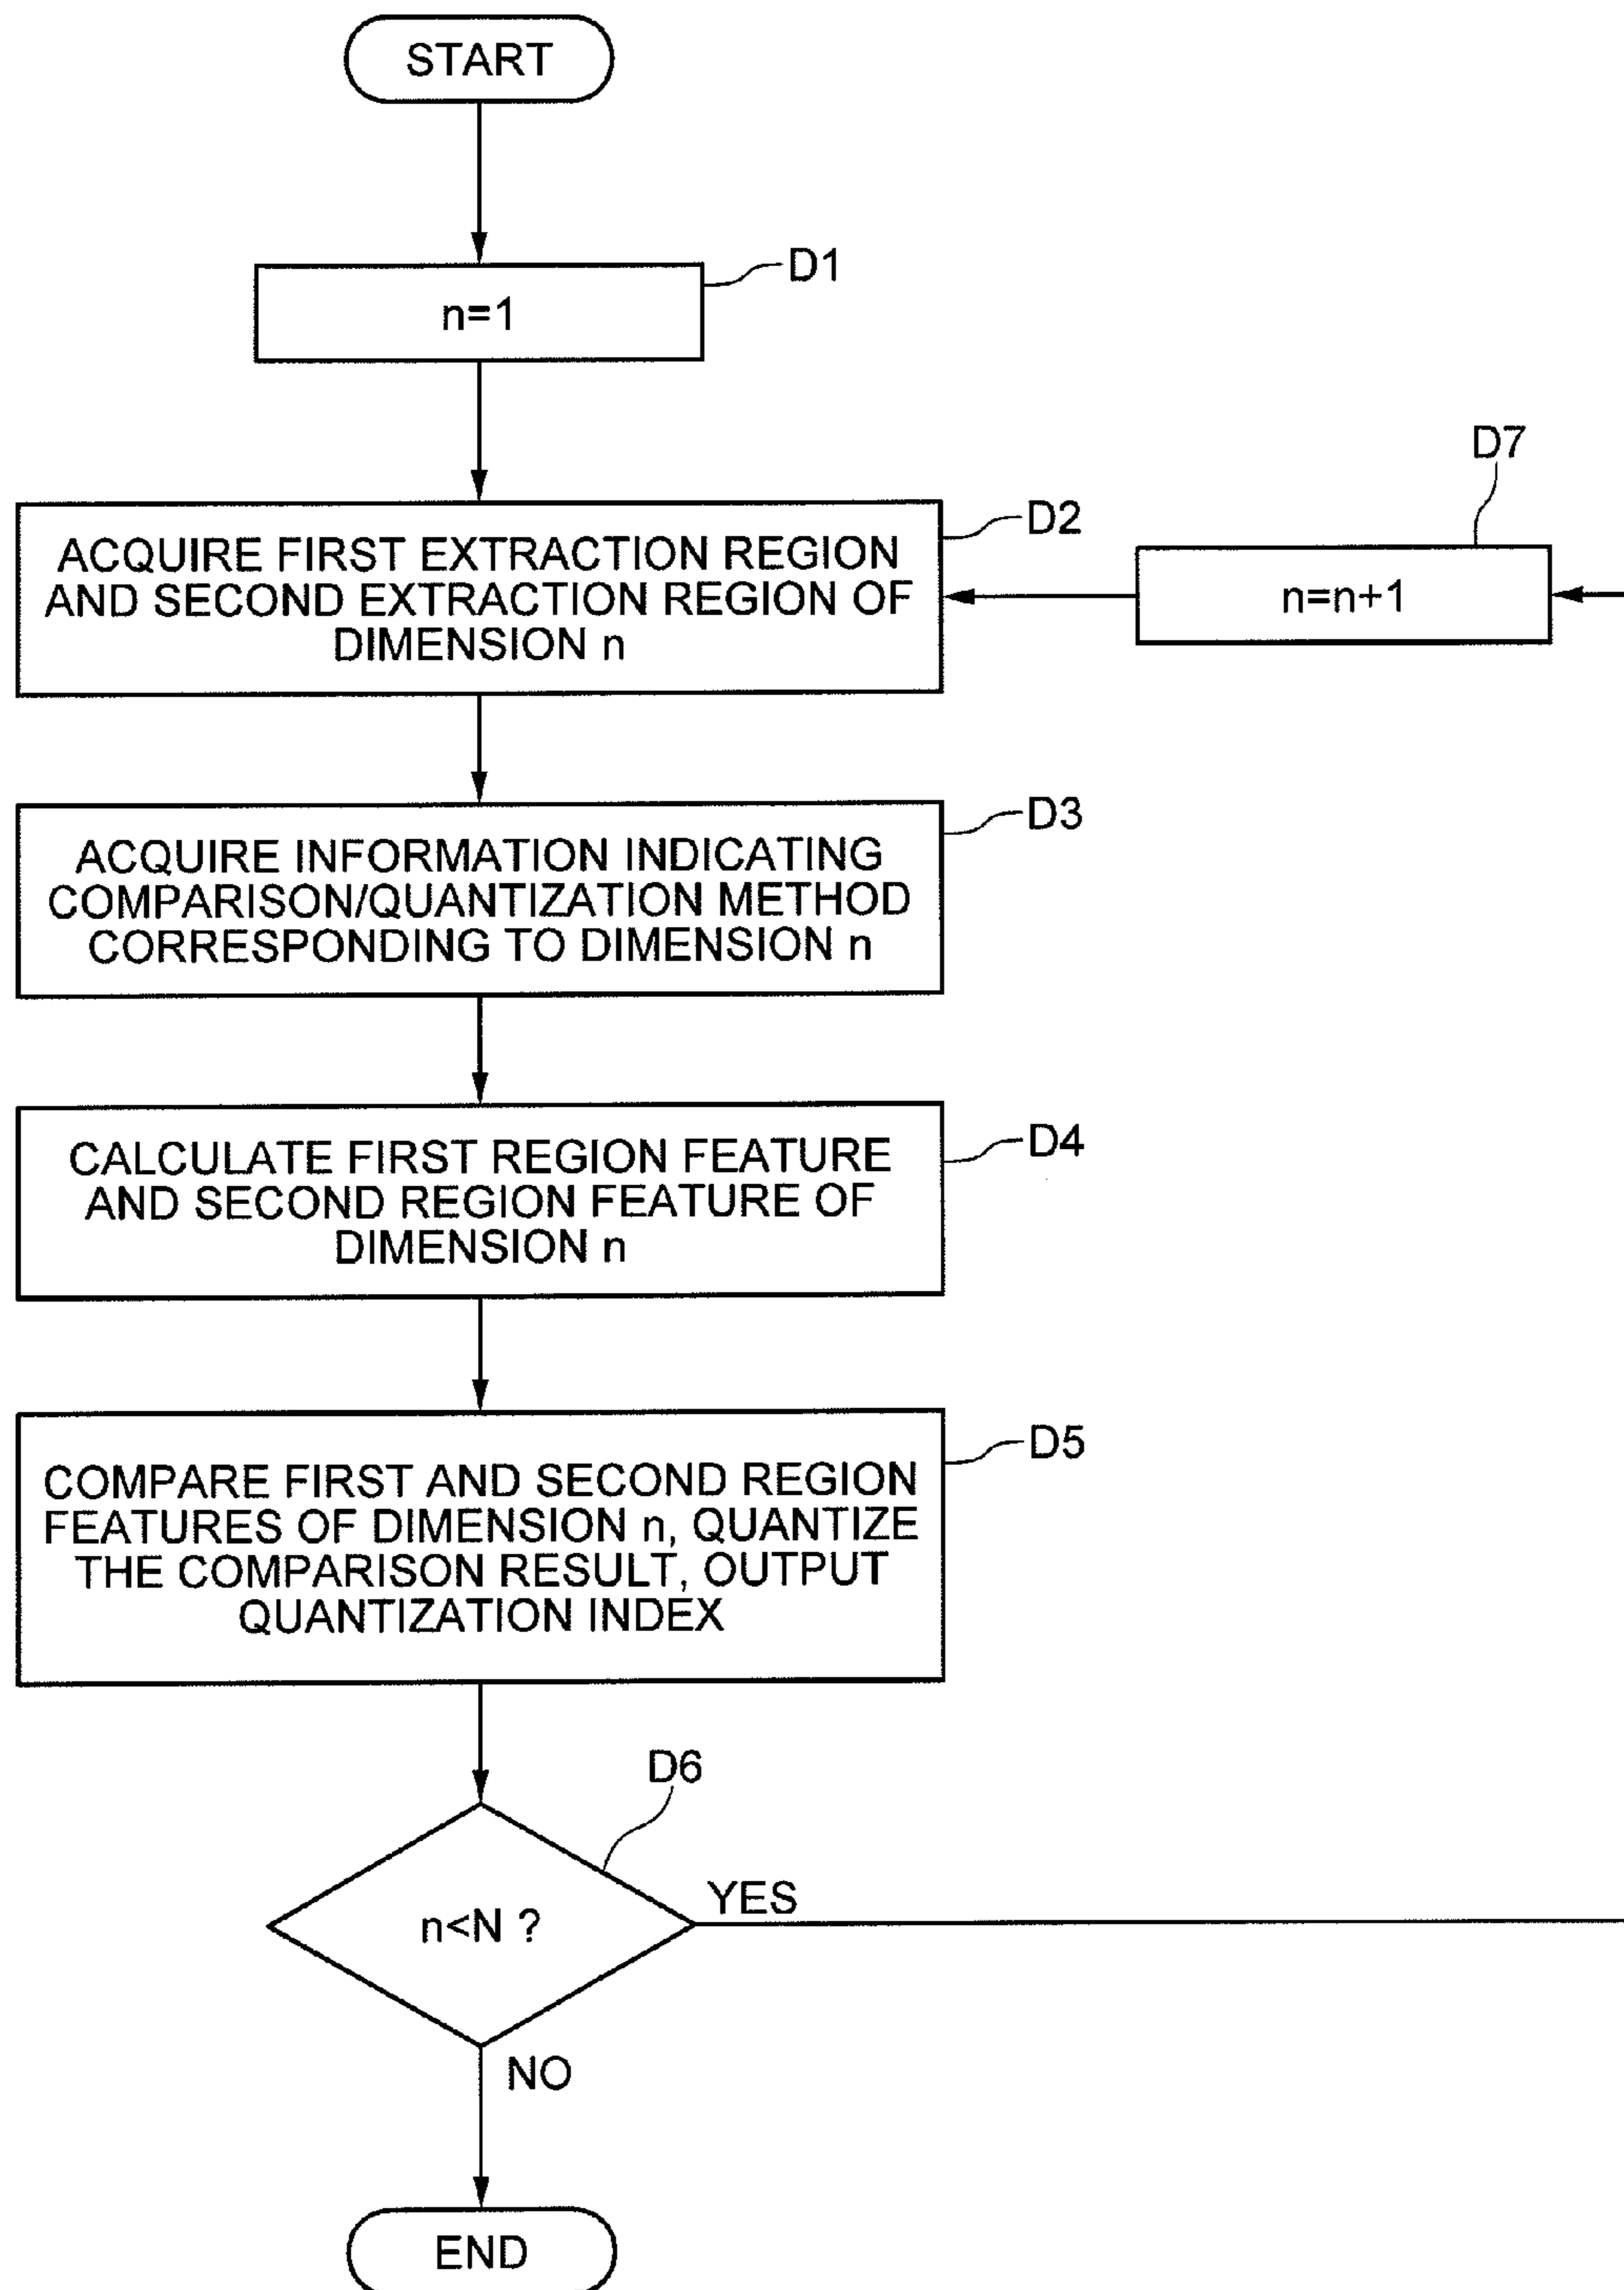 START
D1
n=1
D7
D2
ACQUIRE FIRST EXTRACTION REGION
AND SECOND EXTRACTION REGION OF
DIMENSION n
n=n+1
D3
ACQUIRE INFORMATION INDICATING
COMPARISON/QUANTIZATION METHOD
CORRESPONDING TO DIMENSION n
D4
CALCULATE FIRST REGION FEATURE
AND SECOND REGION FEATURE OF
DIMENSION n
D5
COMPARE FIRST AND SECOND REGION
FEATURES OF DIMENSION n, QUANTIZE
THE COMPARISON RESULT, OUTPUT
QUANTIZATION INDEX
D6
YES
n<N ?
NO
END